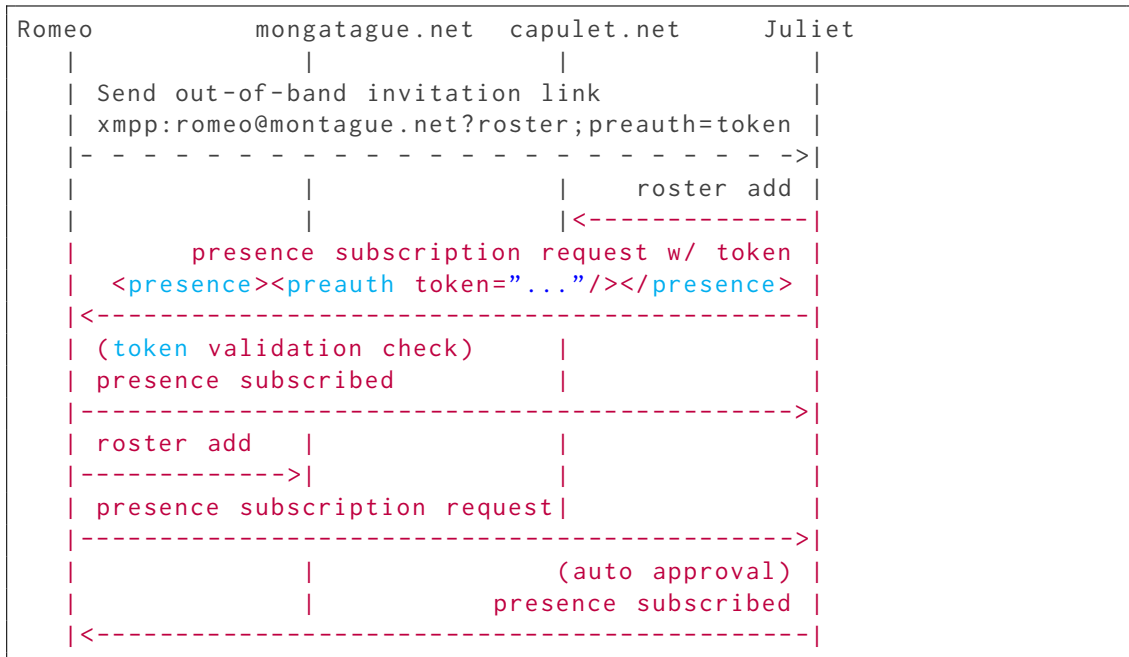 Romeo          mongatague.net  capulet.net     Juliet
   |              |               |               |
   | Send out-of-band invitation link             |
   | xmpp:romeo@montague.net?roster;preauth=token |
   |- - - - - - - - - - - - - - - - - - - - - - ->|
   |              |               |    roster add |
   |              |               |<--------------|
   |       presence subscription request w/ token |
   |  <presence><preauth token="..."/></presence> |
   |<---------------------------------------------|
   | (token validation check)     |               |
   | presence subscribed          |               |
   |--------------------------------------------->|
   | roster add   |               |               |
   |------------->|               |               |
   | presence subscription request|               |
   |--------------------------------------------->|
   |              |               (auto approval) |
   |              |           presence subscribed |
   |<---------------------------------------------|